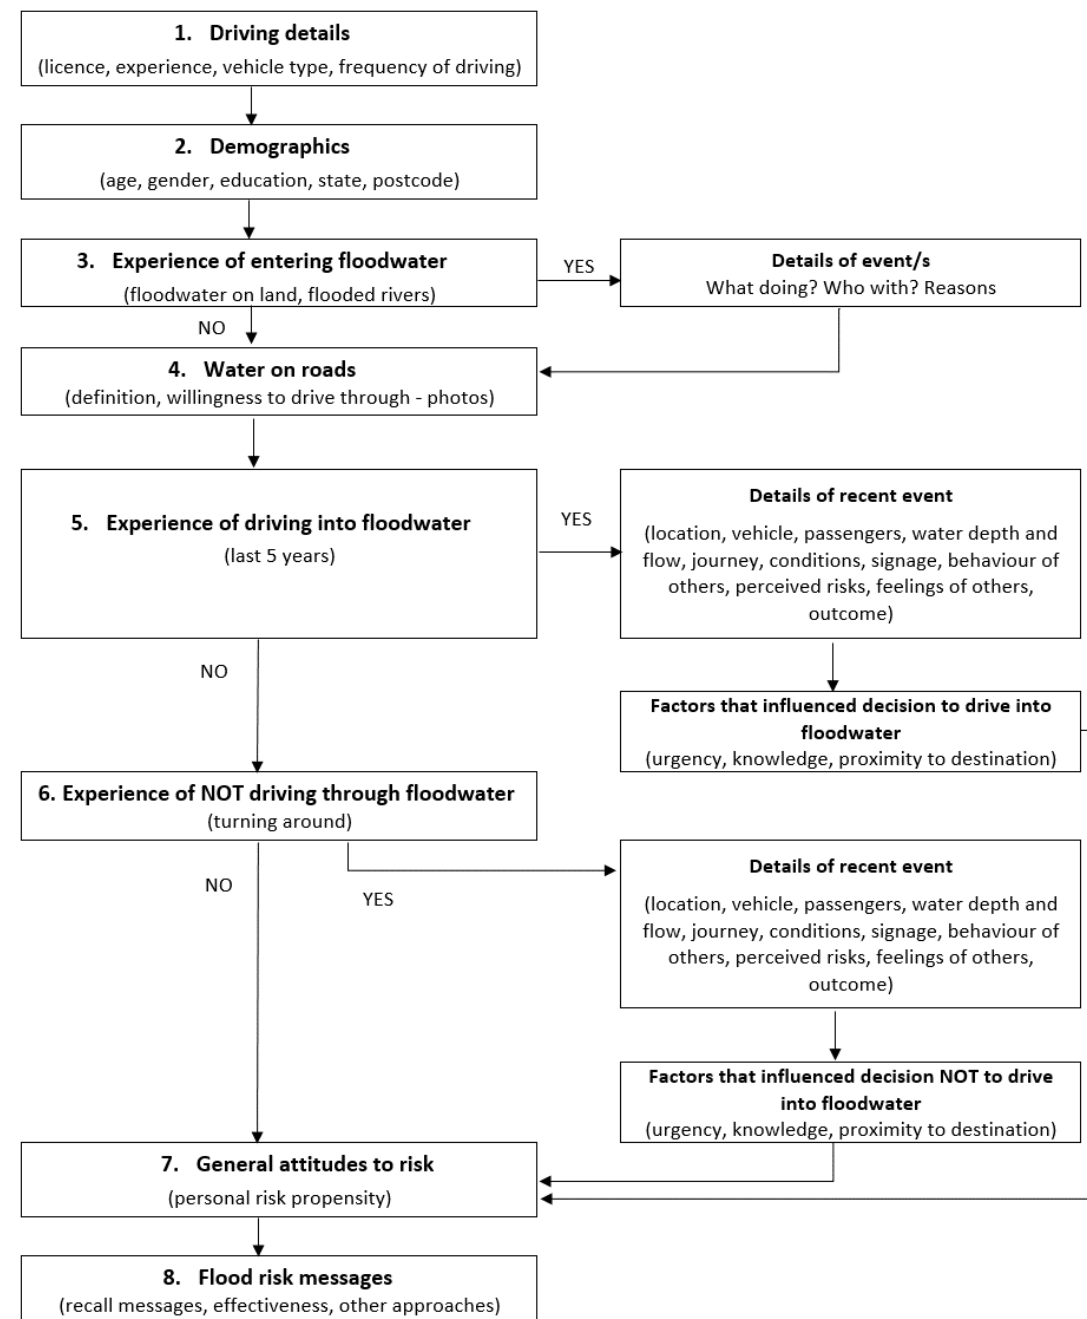 1. Driving details
(licence, experience, vehicle type, frequency of driving)
2. Demographics
(age, gender, education, state, postcode)
3. Experience of entering floodwater
(floodwater on land, flooded rivers)
YES
Details of event/s
What doing? Who with? Reasons
NO
4. Water on roads
(definition, willingness to drive through - photos)
5. Experience of driving into floodwater
(last 5 years)
YES
Details of recent event
(location, vehicle, passengers, water depth and
flow, journey, conditions, signage, behaviour of
others, perceived risks, feelings of others,
outcome)
NO
Factors that influenced decision to drive into
floodwater
(urgency, knowledge, proximity to destination)
6. Experience of NOT driving through floodwater
(turning around)
NO
YES
Details of recent event
(location, vehicle, passengers, water depth and
flow, journey, conditions, signage, behaviour of
others, perceived risks, feelings of others,
outcome)
Factors that influenced decision NOT to drive
into floodwater
(urgency, knowledge, proximity to destination)
7. General attitudes to risk
(personal risk propensity)
8. Flood risk messages
(recall messages, effectiveness, other approaches)